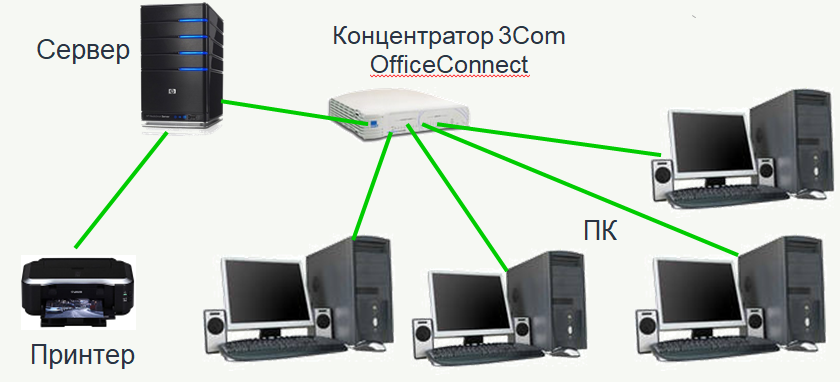 Сервер
Концентратор 3Com
OfficeConnect
ПК
Принтер